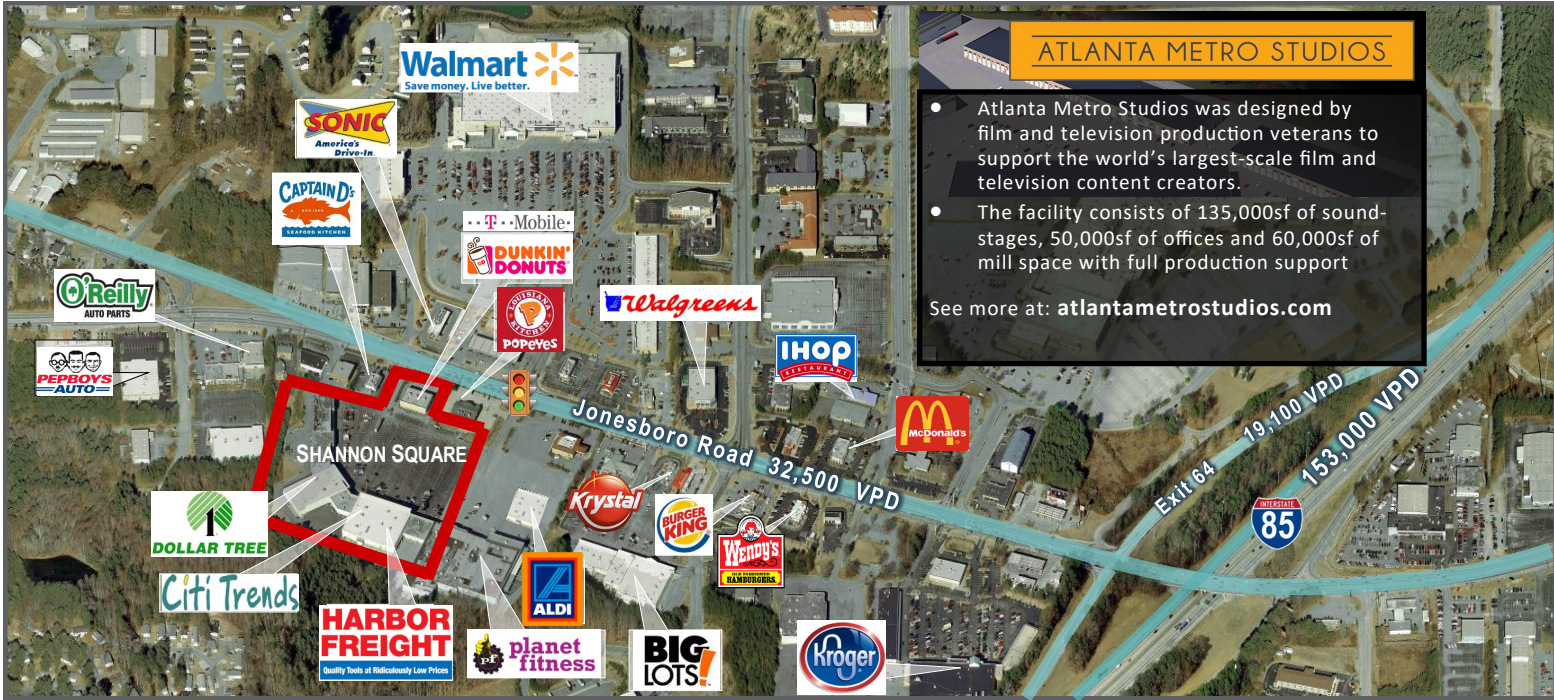 ATLANTA METRO STUDIOS
• Atlanta Metro Studios was designed by
film and television production veterans to
support the world’s largest-scale film and
television content creators.
• The facility consists of 135,000sf of sound-
stages, 50,000sf of offices and 60,000sf of
mill space with full production support
See more at: atlantametrostudios.com
Walmart
Save money. Live better.
SONIC
America's
Drive-In.
CAPTAIN D's
SEAFOOD KITCHEN
T Mobile
DUNKIN'
DONUTS
LOUISIANA
KITCHEN
POPEYES
O'Reilly
AUTO PARTS
PEPBOYS
AUTO
Walgreens
IHOP
RESTAURANT
McDonald's
Jonesboro Road 32,500 VPD
19,100 VPD
Exit 64
153,000 VPD
INTERSTATE
85
SHANNON SQUARE
DOLLAR TREE
Citi Trends
HARBOR
FREIGHT
Quality Tools at Ridiculously Low Prices
pf
planet
fitness
ALDI
Krystal
BURGER
KING
WENDY'S
OLD FASHIONED
HAMBURGERS
BIG
LOTS!
Kroger